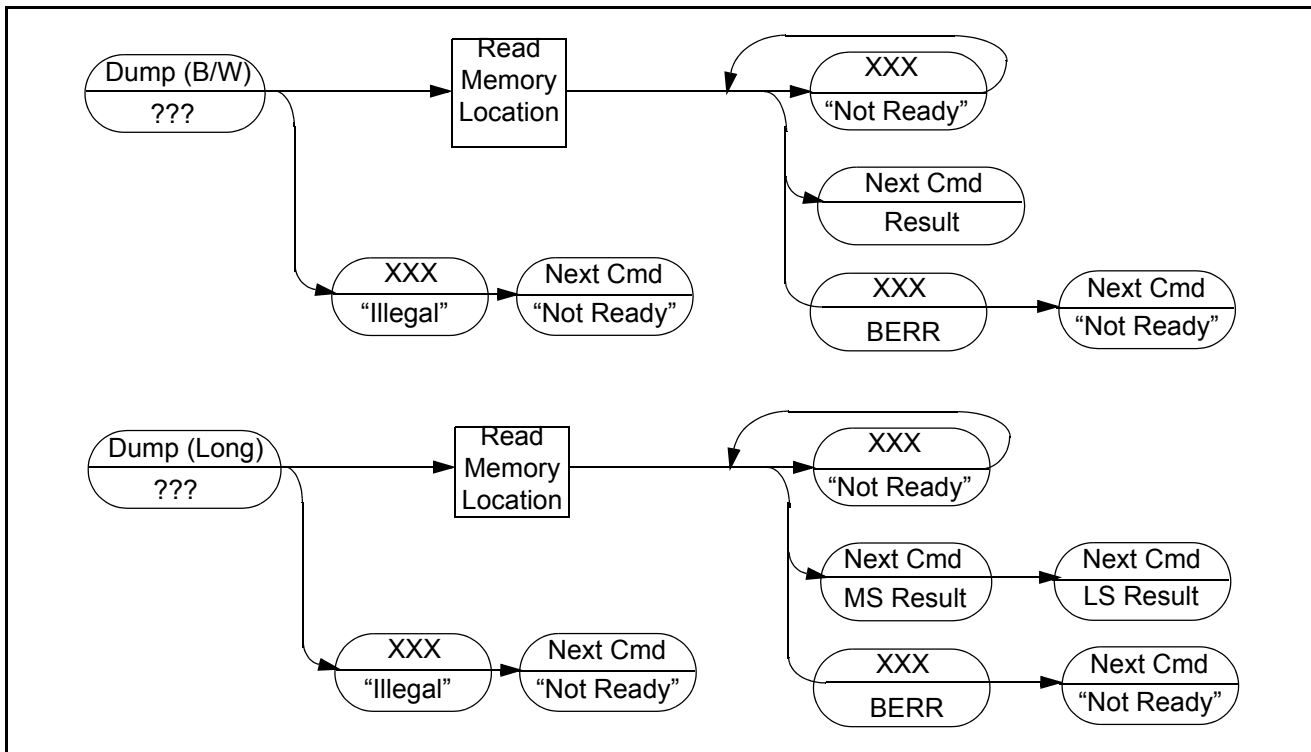 Dump (B/W)
???
Read
Memory
Location
XXX
“Not Ready”
Next Cmd
Result
XXX
“Illegal”
Next Cmd
“Not Ready”
XXX
BERR
Next Cmd
“Not Ready”
Dump (Long)
???
Read
Memory
Location
XXX
“Not Ready”
Next Cmd
MS Result
Next Cmd
LS Result
XXX
“Illegal”
Next Cmd
“Not Ready”
XXX
BERR
Next Cmd
“Not Ready”